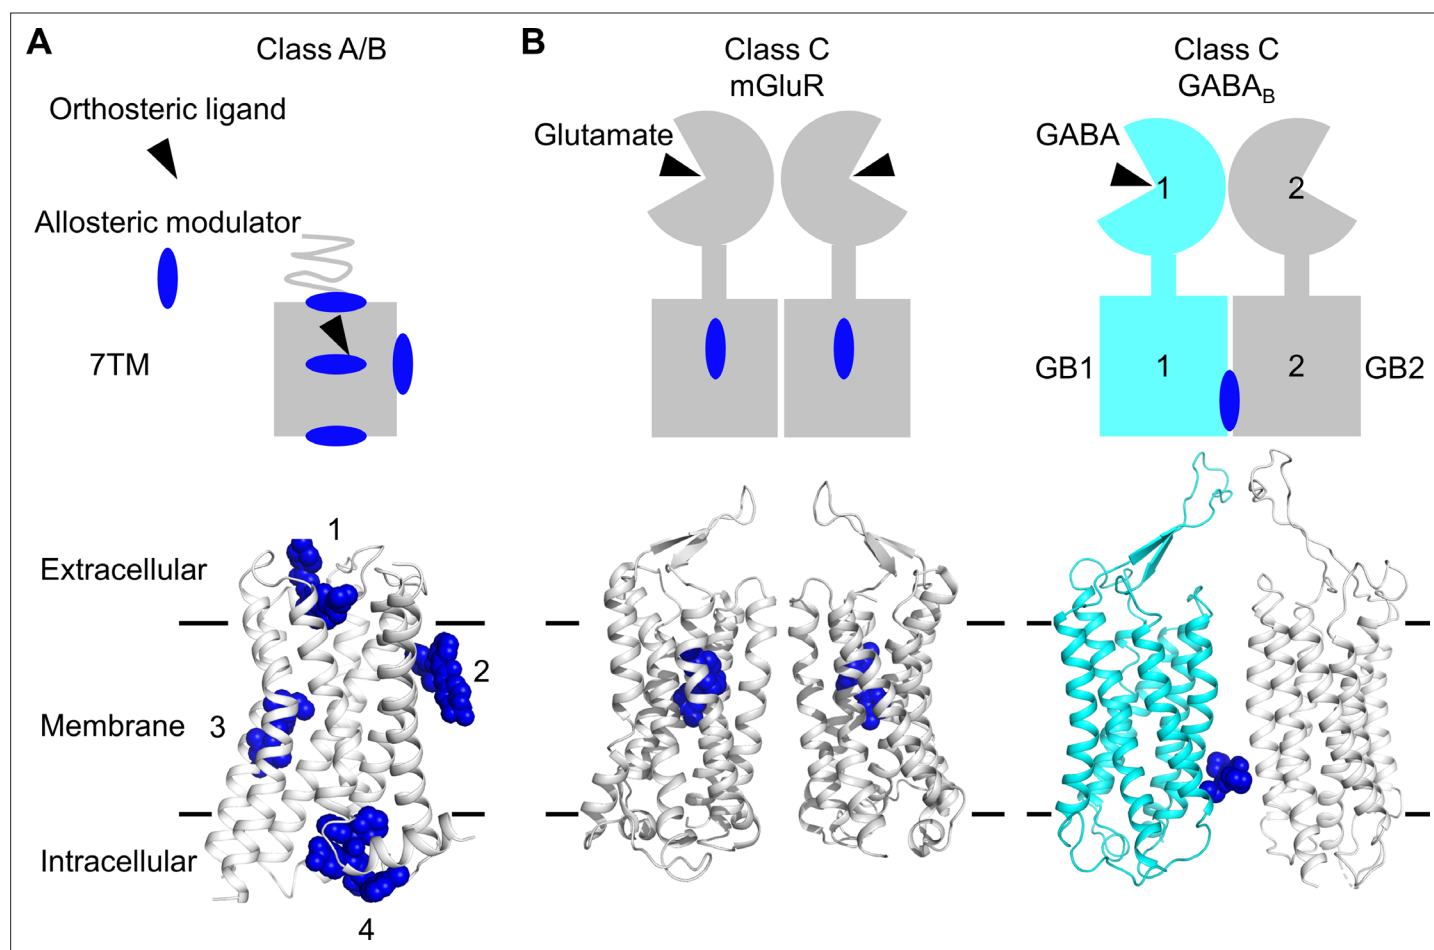 A
Class A/B
Orthosteric ligand
Allosteric modulator
7TM
B
Class C
mGluR
Glutamate
Class C
GABA_B
GABA
1
2
GB1
1
2
GB2
1
Extracellular
2
Membrane
3
Intracellular
4